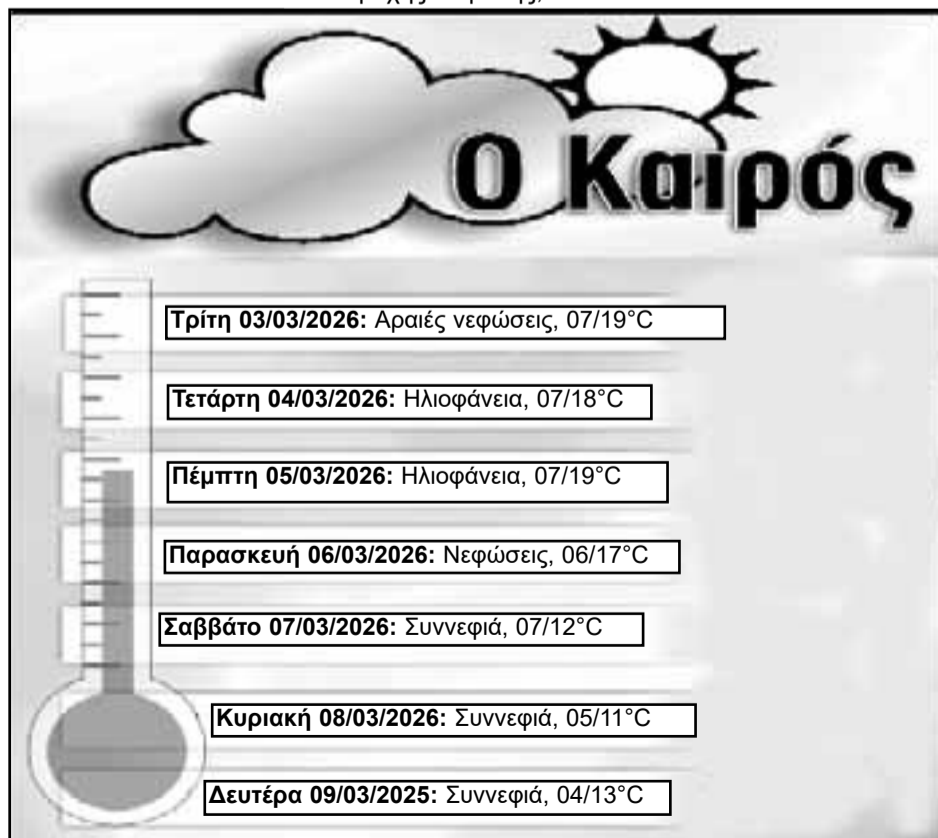 Ο Καιρός
Τρίτη 03/03/2026: Αραιές νεφώσεις, 07/19°C
Τετάρτη 04/03/2026: Ηλιοφάνεια, 07/18°C
Πέμπτη 05/03/2026: Ηλιοφάνεια, 07/19°C
Παρασκευή 06/03/2026: Νεφώσεις, 06/17°C
Σαββάτο 07/03/2026: Συννεφιά, 07/12°C
Κυριακή 08/03/2026: Συννεφιά, 05/11°C
Δευτέρα 09/03/2025: Συννεφιά, 04/13°C